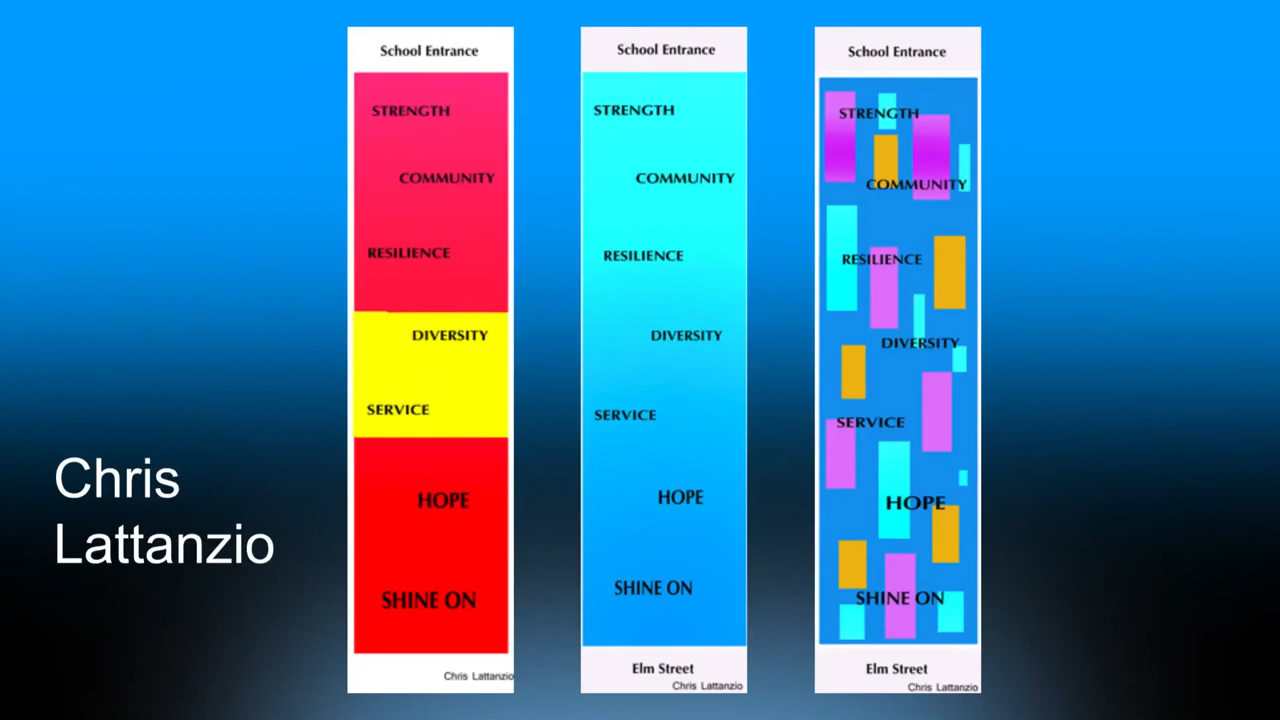 Chris
Lattanzio
School Entrance
STRENGTH
COMMUNITY
RESILIENCE
DIVERSITY
SERVICE
HOPE
SHINE ON
Chris Lattanzio
School Entrance
STRENGTH
COMMUNITY
RESILIENCE
DIVERSITY
SERVICE
HOPE
SHINE ON
Elm Street
Chris Lattanzio
School Entrance
STRENGTH
COMMUNITY
RESILIENCE
DIVERSITY
SERVICE
HOPE
SHINE ON
Elm Street
Chris Lattanzio